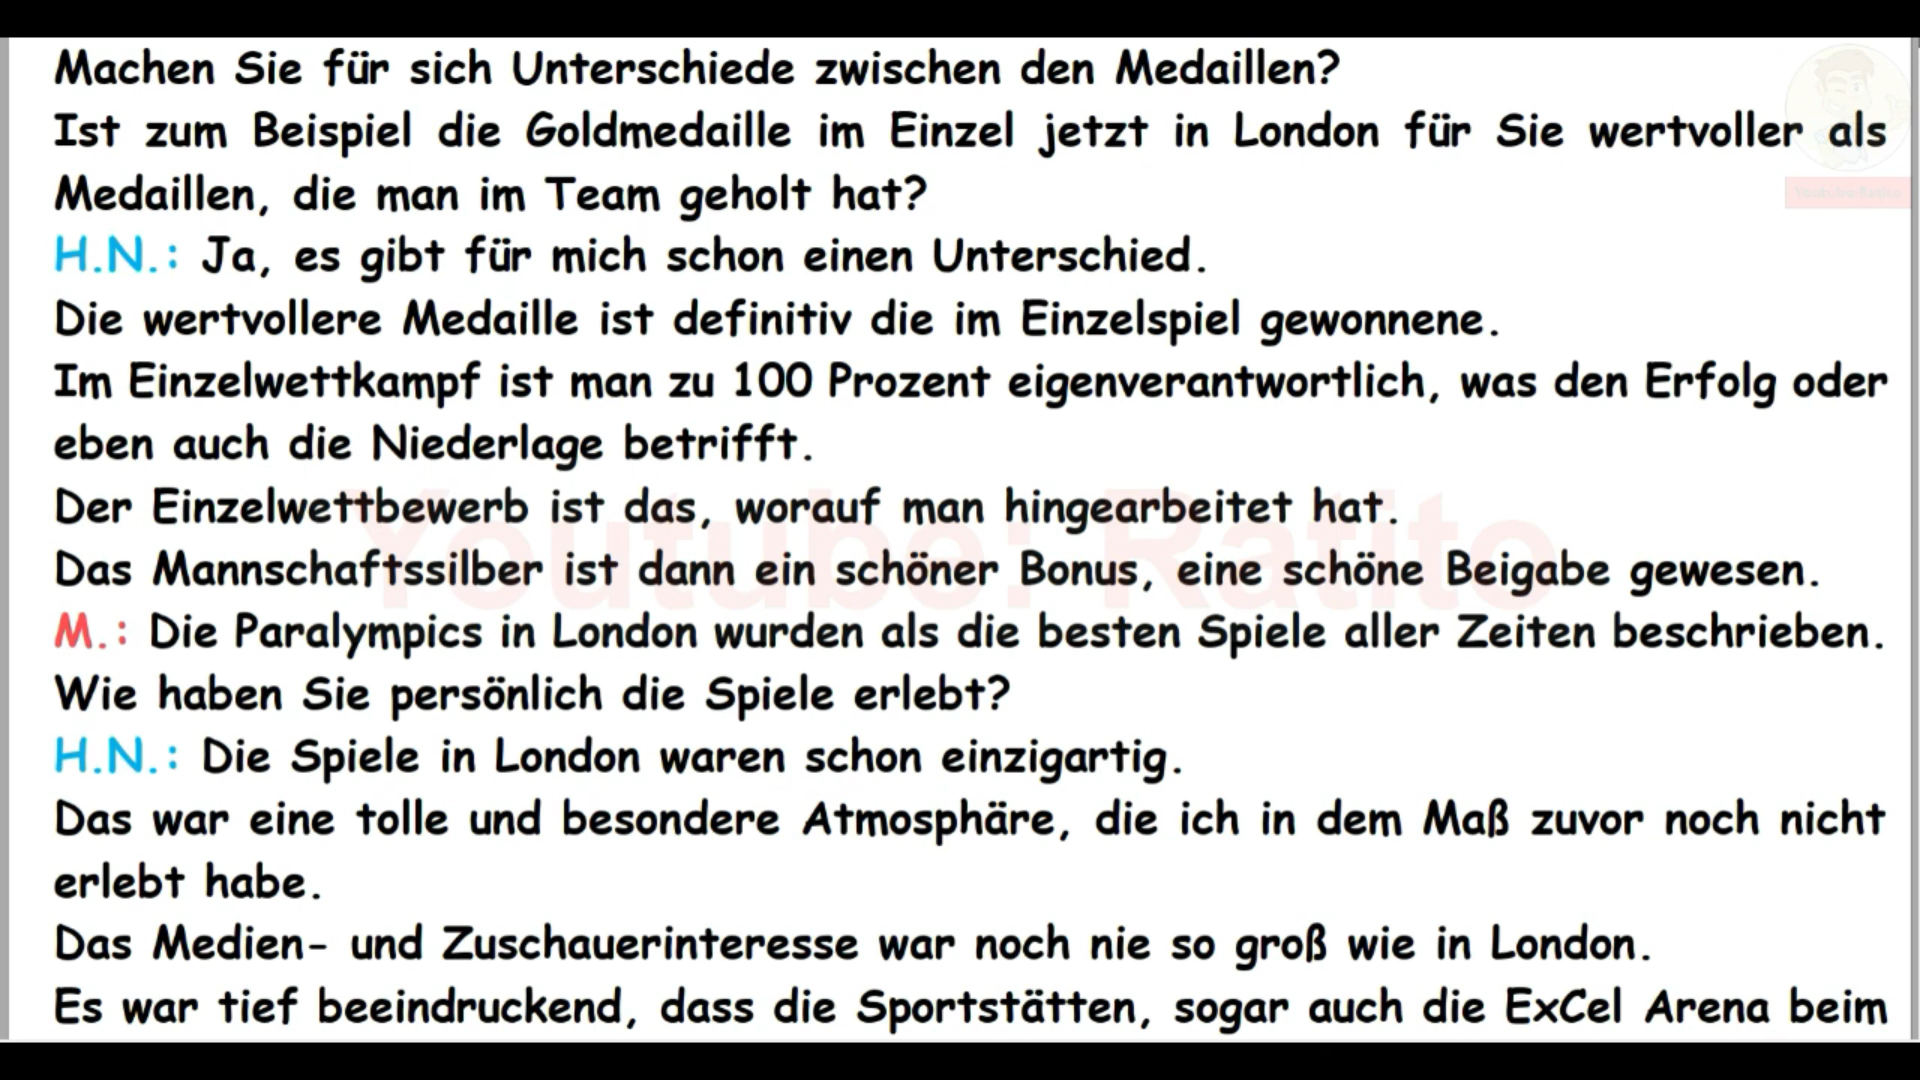 Machen Sie für sich Unterschiede zwischen den Medaillen?
Ist zum Beispiel die Goldmedaille im Einzel jetzt in London für Sie wertvoller als
Medaillen, die man im Team geholt hat?
H.N.: Ja, es gibt für mich schon einen Unterschied.
Die wertvollere Medaille ist definitiv die im Einzelspiel gewonnene.
Im Einzelwettkampf ist man zu 100 Prozent eigenverantwortlich, was den Erfolg oder
eben auch die Niederlage betrifft.
Der Einzelwettbewerb ist das, worauf man hingearbeitet hat.
Das Mannschaftssilber ist dann ein schöner Bonus, eine schöne Beigabe gewesen.
M.: Die Paralympics in London wurden als die besten Spiele aller Zeiten beschrieben.
Wie haben Sie persönlich die Spiele erlebt?
H.N.: Die Spiele in London waren schon einzigartig.
Das war eine tolle und besondere Atmosphäre, die ich in dem Maß zuvor noch nicht
erlebt habe.
Das Medien- und Zuschauerinteresse war noch nie so groß wie in London.
Es war tief beeindruckend, dass die Sportstätten, sogar auch die ExCel Arena beim
Youtube: Ratito
Youtube:Ratito